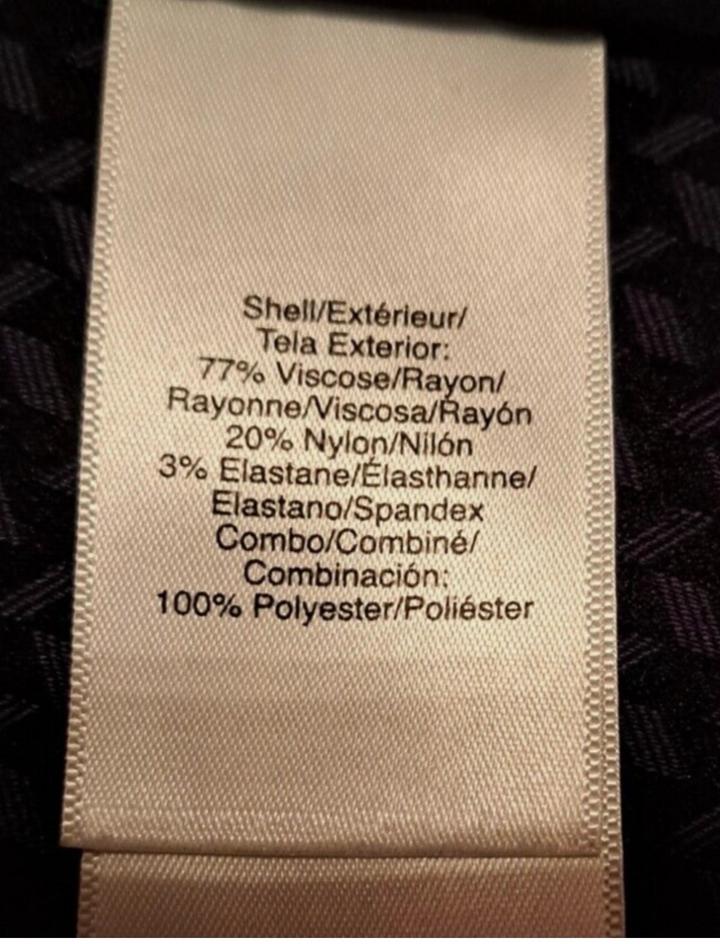 Shell/Extérieur/
Tela Exterior:
77% Viscose/Rayon/
Rayonne/Viscosa/Rayón
20% Nylon/Nilón
3% Elastane/Élasthanne/
Elastano/Spandex
Combo/Combiné/
Combinación:
100% Polyester/Poliéster